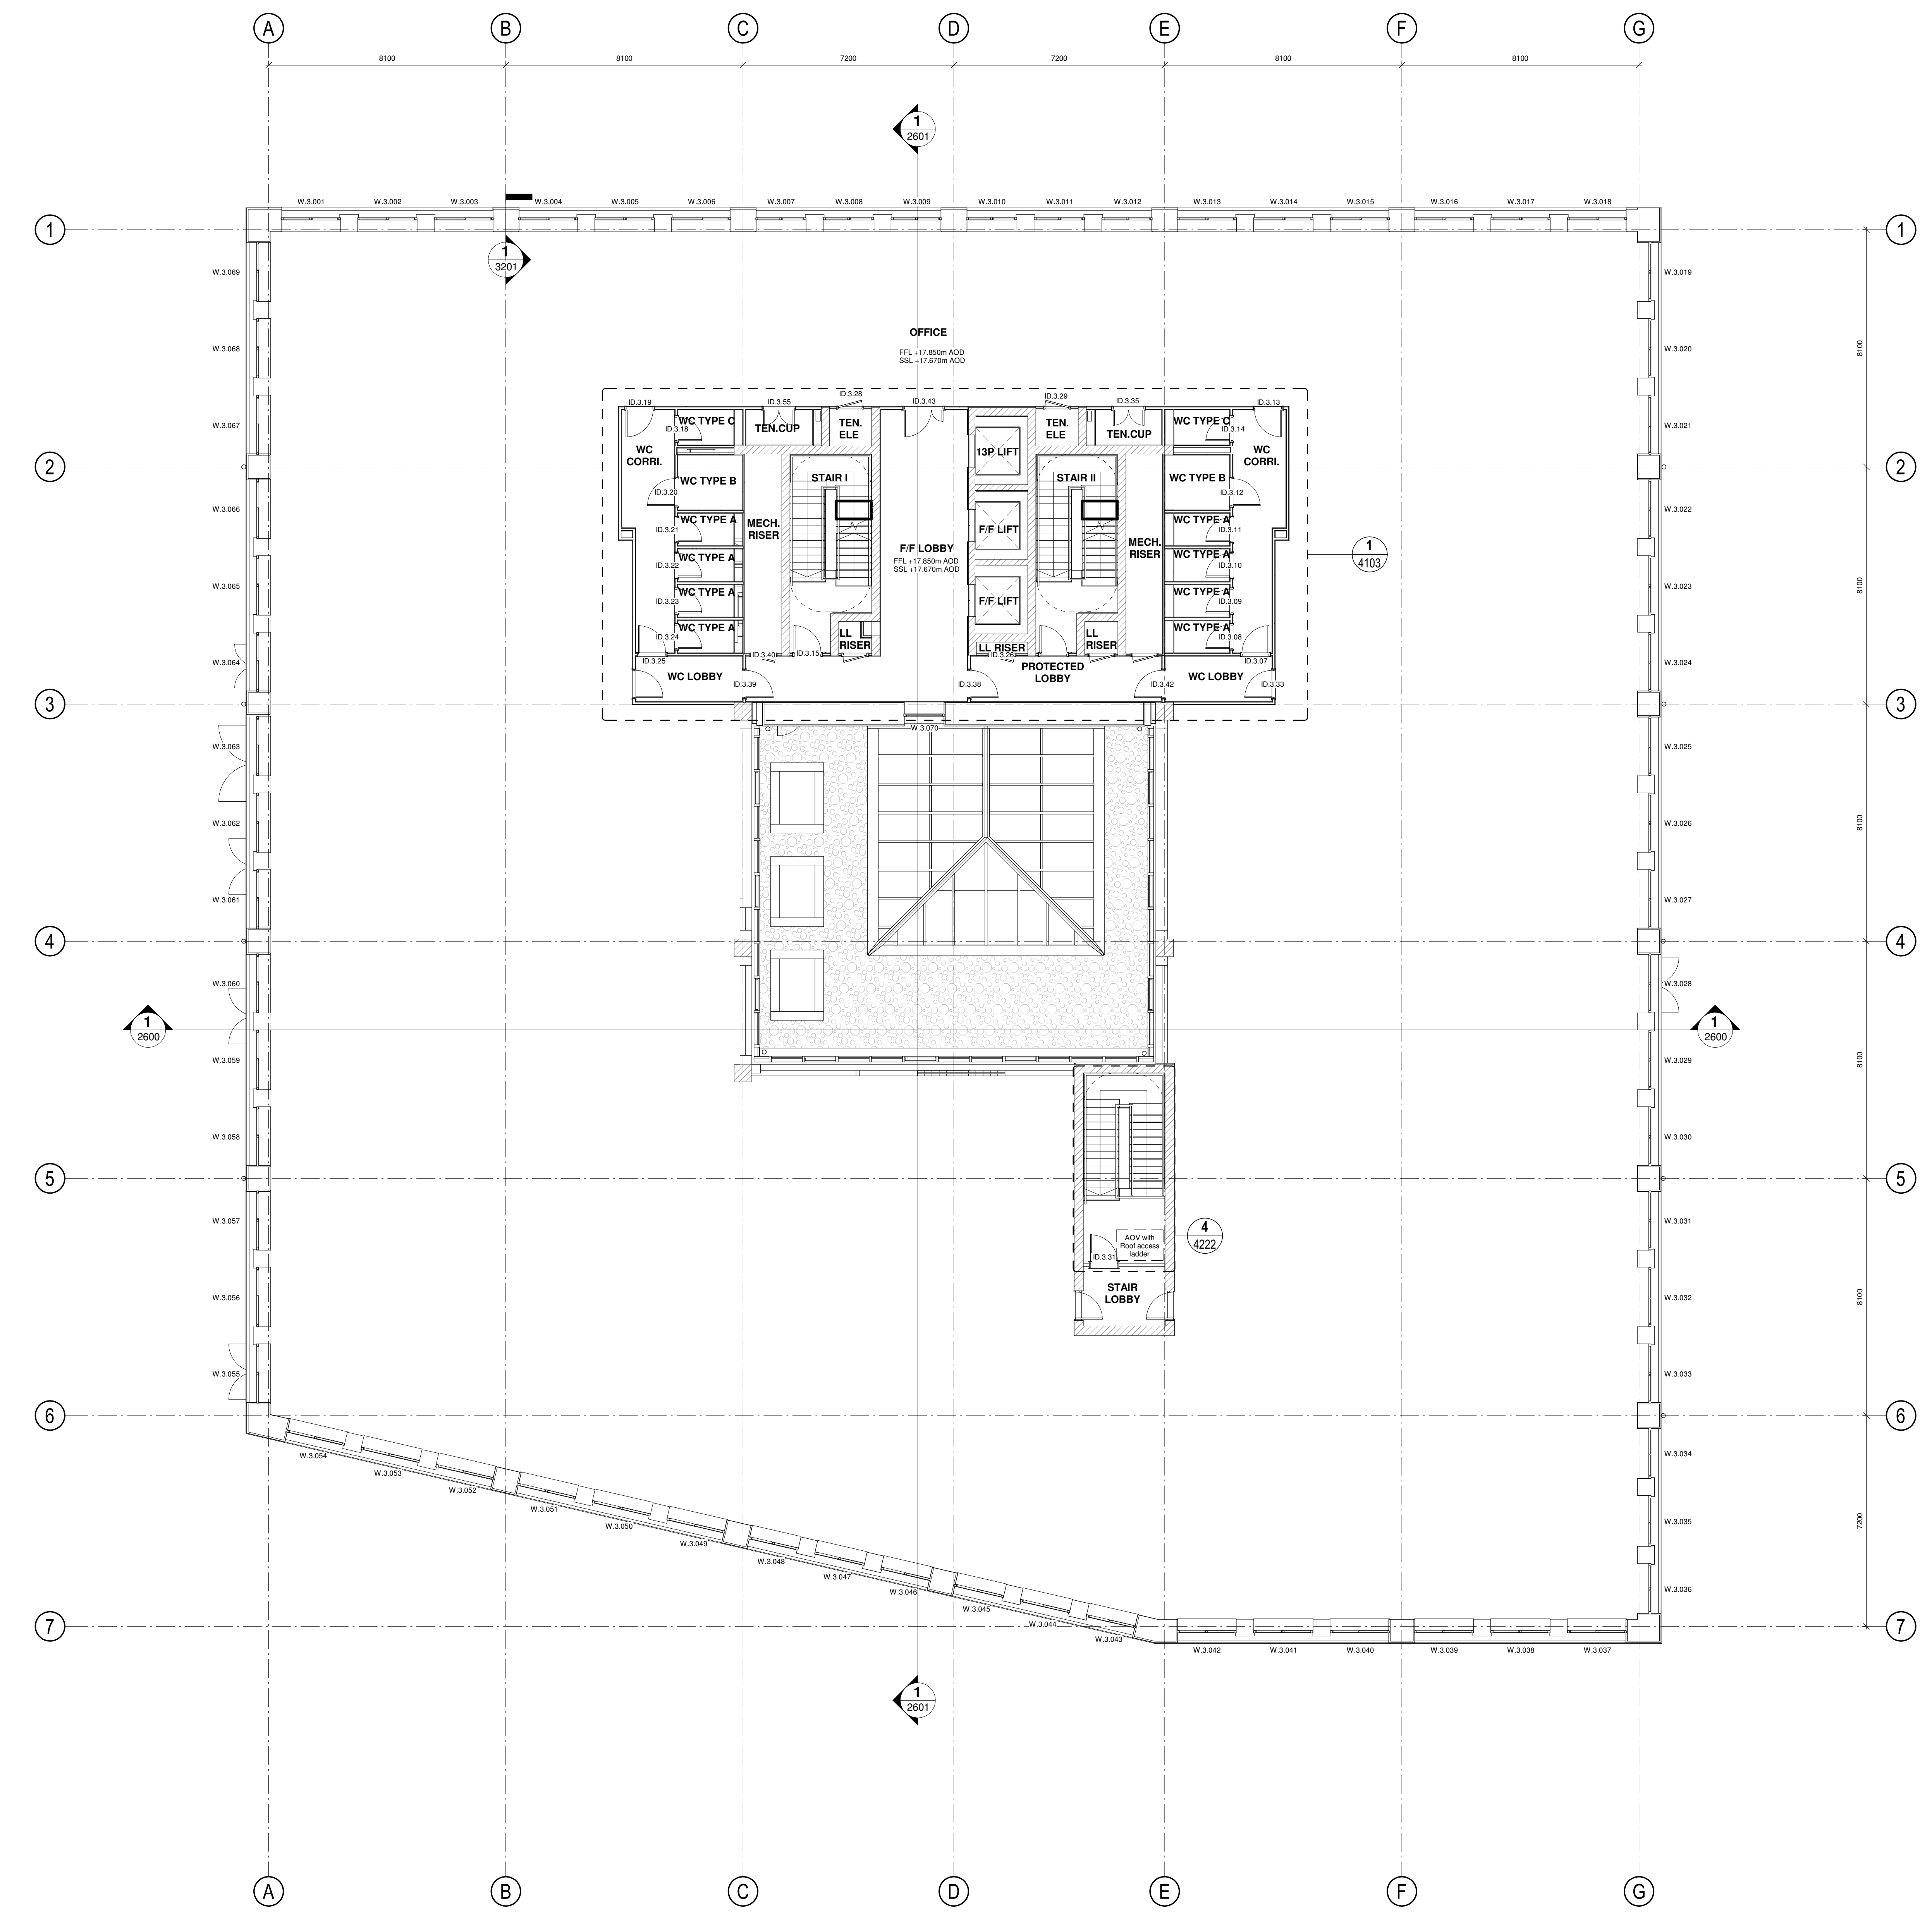 A B C D E F G
8100 8100 7200 7200 8100 8100
1
2601
W.3.001 W.3.002 W.3.003 W.3.004 W.3.005 W.3.006 W.3.007 W.3.008 W.3.009 W.3.010 W.3.011 W.3.012 W.3.013 W.3.014 W.3.015 W.3.016 W.3.017 W.3.018
1 1
1
3201
W.3.069 W.3.019
OFFICE
FFL +17.850m AOD
SSL +17.670m AOD
W.3.068 W.3.020
8100
ID.3.19 ID.3.55 ID.3.28 ID.3.43 ID.3.29 ID.3.35 ID.3.13
W.3.067 W.3.021
WC TYPE C
ID.3.18
TEN.CUP
TEN.
ELE
TEN.
ELE
TEN.CUP
WC TYPE C
ID.3.14
WC
CORRI.
13P LIFT
WC
CORRI.
2 2
WC TYPE B STAIR I STAIR II WC TYPE B
ID.3.20 ID.3.12
W.3.066 W.3.022
WC TYPE A
ID.3.21
MECH.
RISER
F/F LIFT
MECH.
RISER
WC TYPE A
ID.3.11
F/F LOBBY
FFL +17.850m AOD
SSL +17.670m AOD
WC TYPE A
ID.3.22
WC TYPE A
ID.3.10
1
4103
W.3.065 W.3.023
8100
WC TYPE A
ID.3.23
F/F LIFT
WC TYPE A
ID.3.09
WC TYPE A
ID.3.24
LL
RISER
LL RISER
LL
RISER
WC TYPE A
ID.3.08
ID.3.25 ID.3.40 ID.3.15 ID.3.26 ID.3.07
W.3.064 W.3.024
WC LOBBY
PROTECTED
LOBBY
WC LOBBY
ID.3.39 ID.3.38 ID.3.42 ID.3.33
3 3
W.3.070
W.3.063 W.3.025
W.3.062 W.3.026
8100
W.3.061 W.3.027
4 4
W.3.060 W.3.028
1
2600
1
2600
W.3.059 W.3.029
8100
W.3.058 W.3.030
5 5
W.3.057 W.3.031
AOV with
Roof access
ladder
ID.3.31
4
4222
STAIR
LOBBY
W.3.056 W.3.032
8100
W.3.055 W.3.033
6 6
W.3.054 W.3.034
W.3.053
W.3.052
W.3.051
W.3.050 W.3.035
7200
W.3.049
W.3.048
W.3.047
W.3.046 W.3.036
W.3.045
W.3.044
W.3.043
7 7
W.3.042 W.3.041 W.3.040 W.3.039 W.3.038 W.3.037
1
2601
A B C D E F G